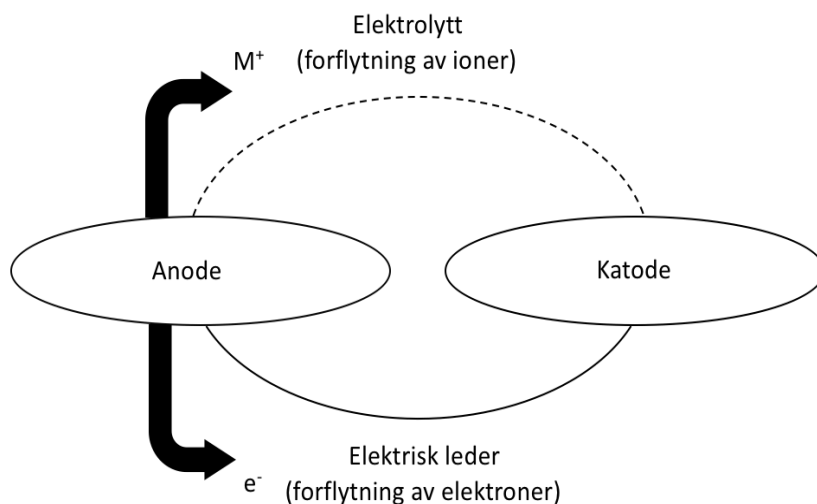 Elektrolytt
M⁺ (forflytning av ioner)
Anode
Katode
Elektrisk leder
e⁻ (forflytning av elektroner)